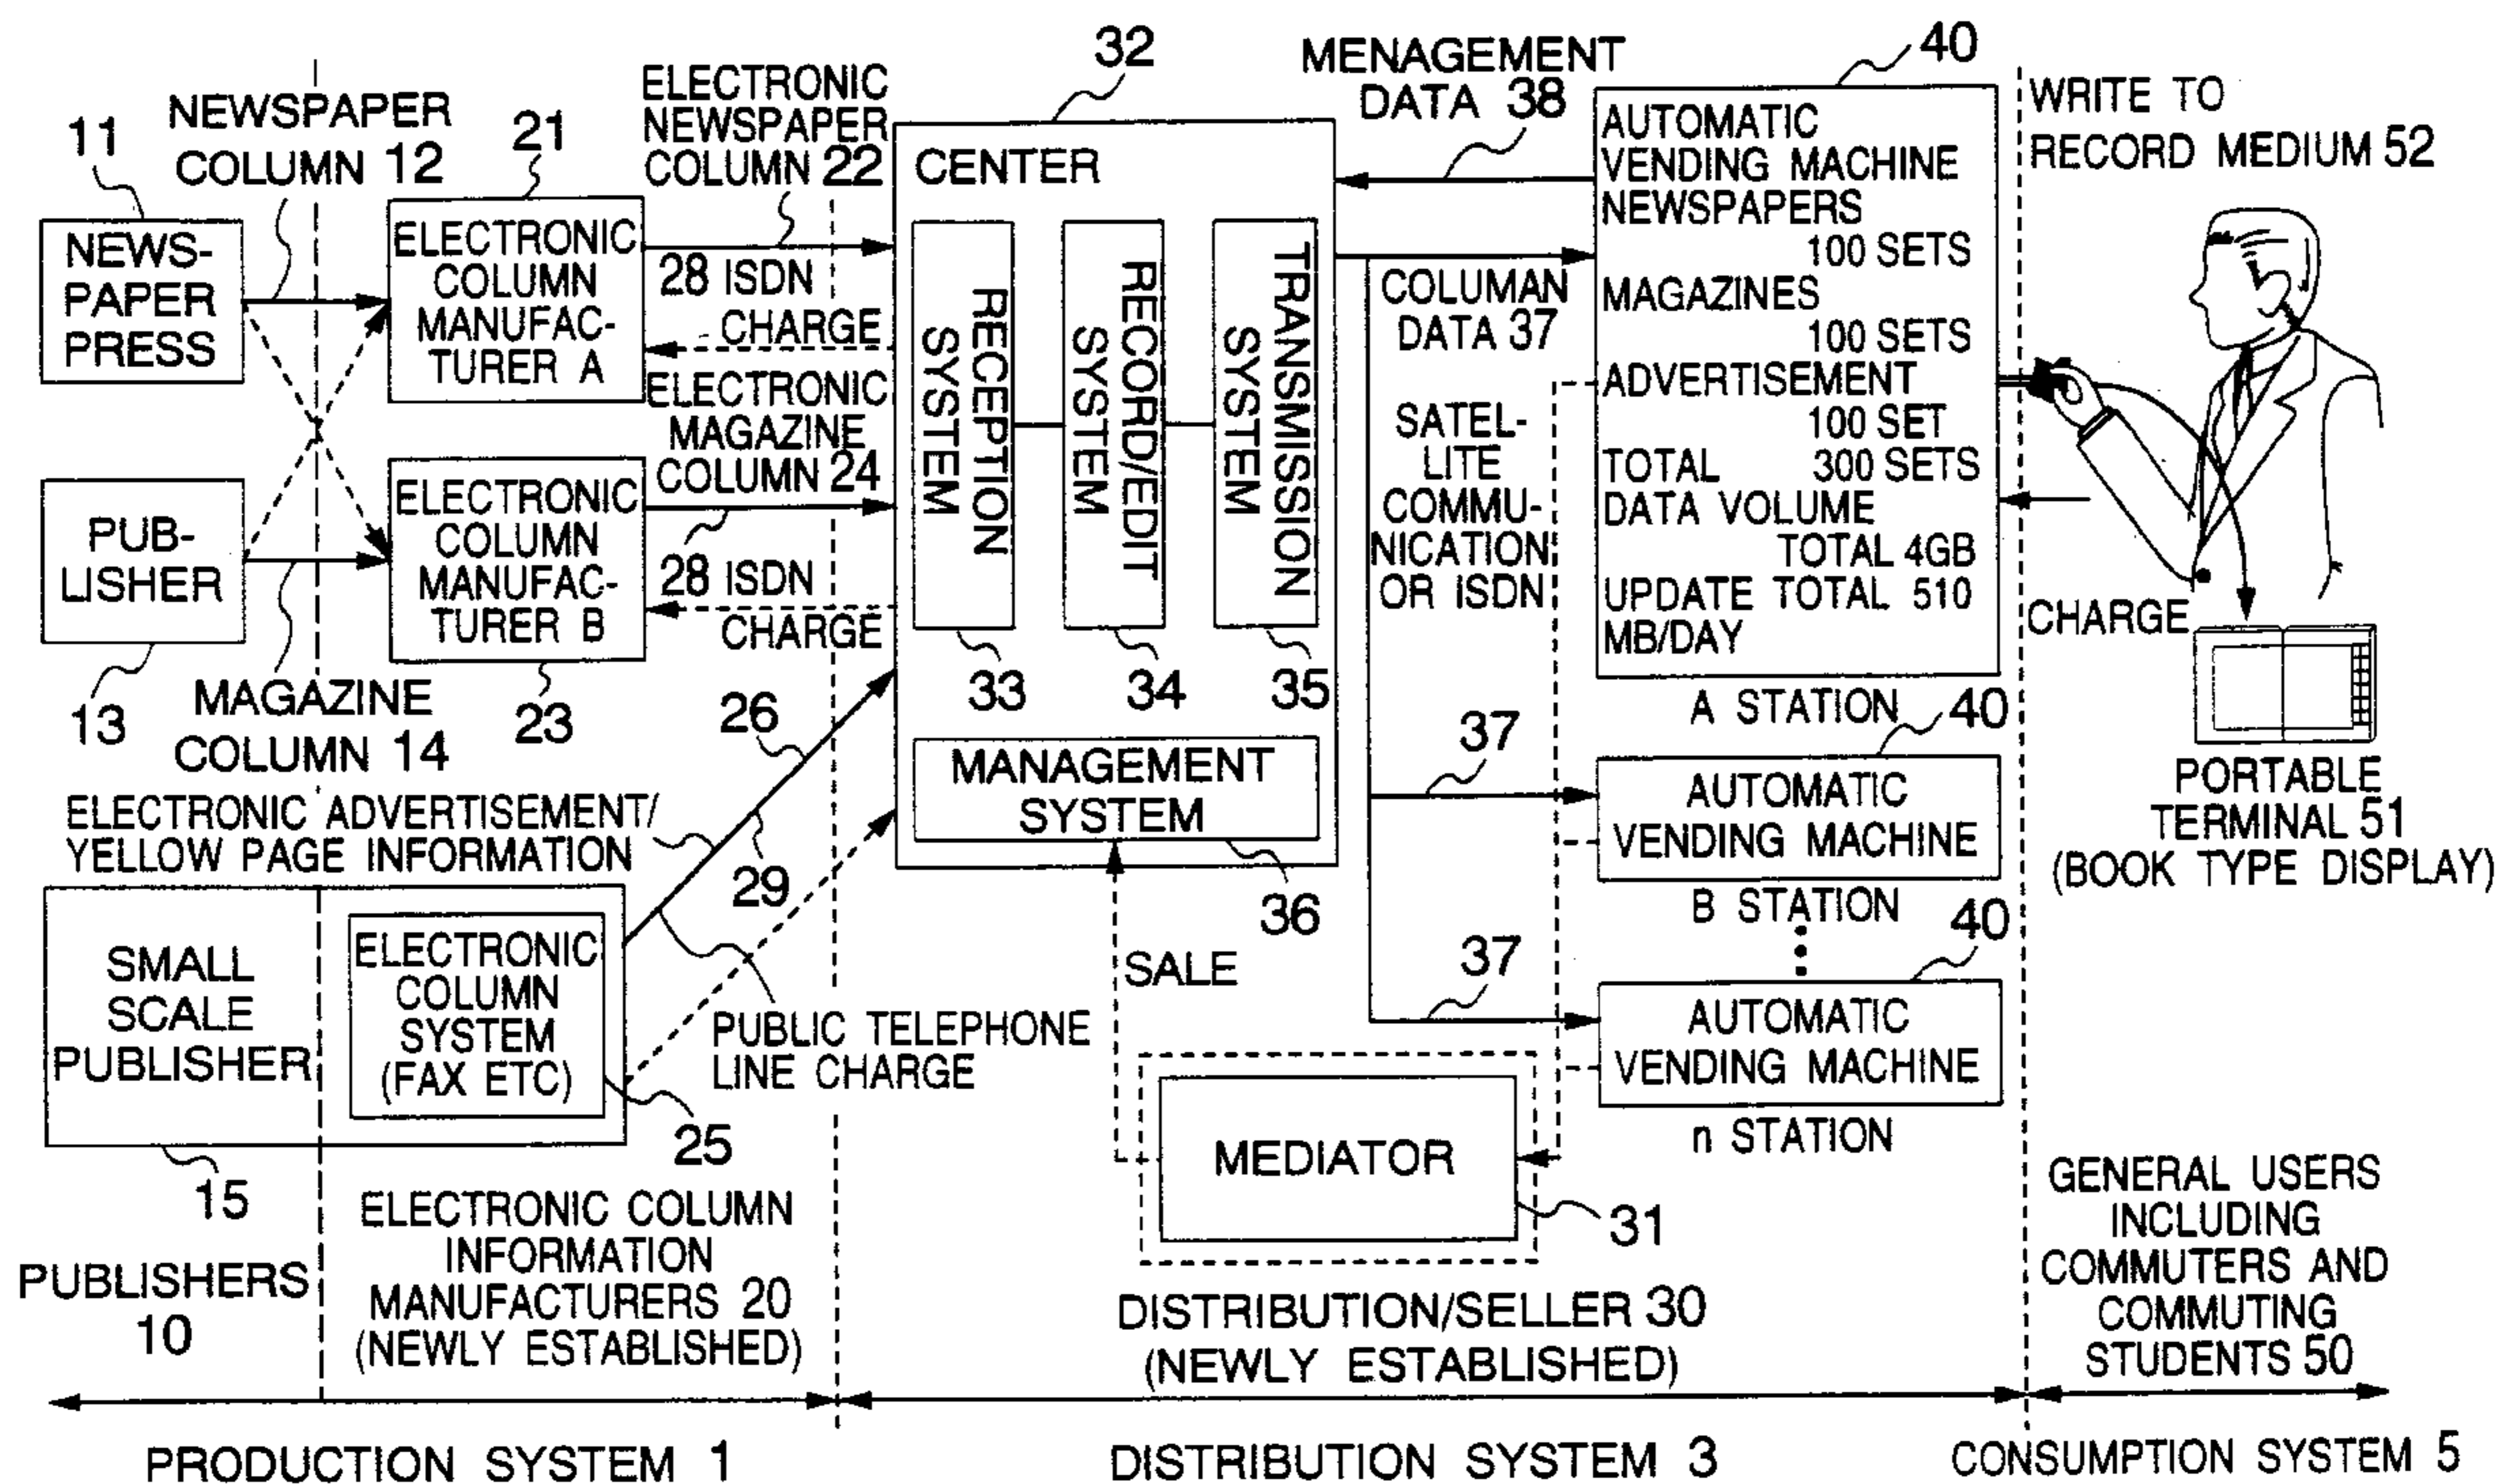 11
NEWSPAPER
COLUMN 12
21
ELECTRONIC
NEWSPAPER
COLUMN 22
32
MENAGEMENT
DATA 38
40
WRITE TO
RECORD MEDIUM 52
NEWS-
PAPER
PRESS
ELECTRONIC
COLUMN
MANUFAC-
TURER A
28 ISDN
CHARGE
CENTER
RECEPTION
SYSTEM
RECORD/EDIT
SYSTEM
TRANSMISSION
SYSTEM
COLUMAN
DATA 37
AUTOMATIC
VENDING MACHINE
NEWSPAPERS
100 SETS
MAGAZINES
100 SETS
ADVERTISEMENT
100 SET
TOTAL 300 SETS
DATA VOLUME
TOTAL 4GB
UPDATE TOTAL 510
MB/DAY
ELECTRONIC
MAGAZINE
COLUMN 24
SATEL-
LITE
COMMU-
NICATION
OR ISDN
PUB-
LISHER
ELECTRONIC
COLUMN
MANUFAC-
TURER B
28 ISDN
CHARGE
CHARGE
13
MAGAZINE
COLUMN 14
23
26
33
34
35
A STATION
40
37
MANAGEMENT
SYSTEM
AUTOMATIC
VENDING MACHINE
PORTABLE
TERMINAL 51
(BOOK TYPE DISPLAY)
ELECTRONIC ADVERTISEMENT/
YELLOW PAGE INFORMATION
29
36
B STATION
40
SMALL
SCALE
PUBLISHER
ELECTRONIC
COLUMN
SYSTEM
(FAX ETC)
SALE
37
PUBLIC TELEPHONE
LINE CHARGE
AUTOMATIC
VENDING MACHINE
15
25
MEDIATOR
31
n STATION
PUBLISHERS
10
ELECTRONIC COLUMN
INFORMATION
MANUFACTURERS 20
(NEWLY ESTABLISHED)
DISTRIBUTION/SELLER 30
(NEWLY ESTABLISHED)
GENERAL USERS
INCLUDING
COMMUTERS AND
COMMUTING
STUDENTS 50
PRODUCTION SYSTEM 1
DISTRIBUTION SYSTEM 3
CONSUMPTION SYSTEM 5